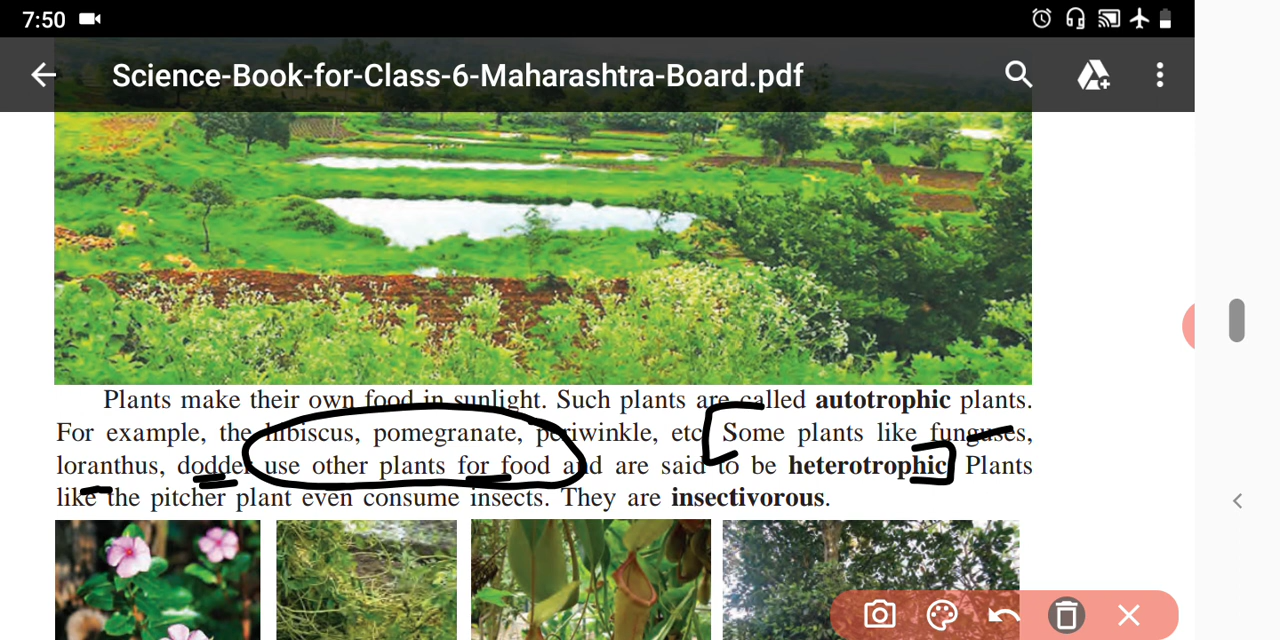 7:50
Science-Book-for-Class-6-Maharashtra-Board.pdf
Plants make their own food in sunlight. Such plants are called autotrophic plants.
For example, the hibiscus, pomegranate, periwinkle, etc. Some plants like funguses,
loranthus, dodder use other plants for food and are said to be heterotrophic. Plants
like the pitcher plant even consume insects. They are insectivorous.